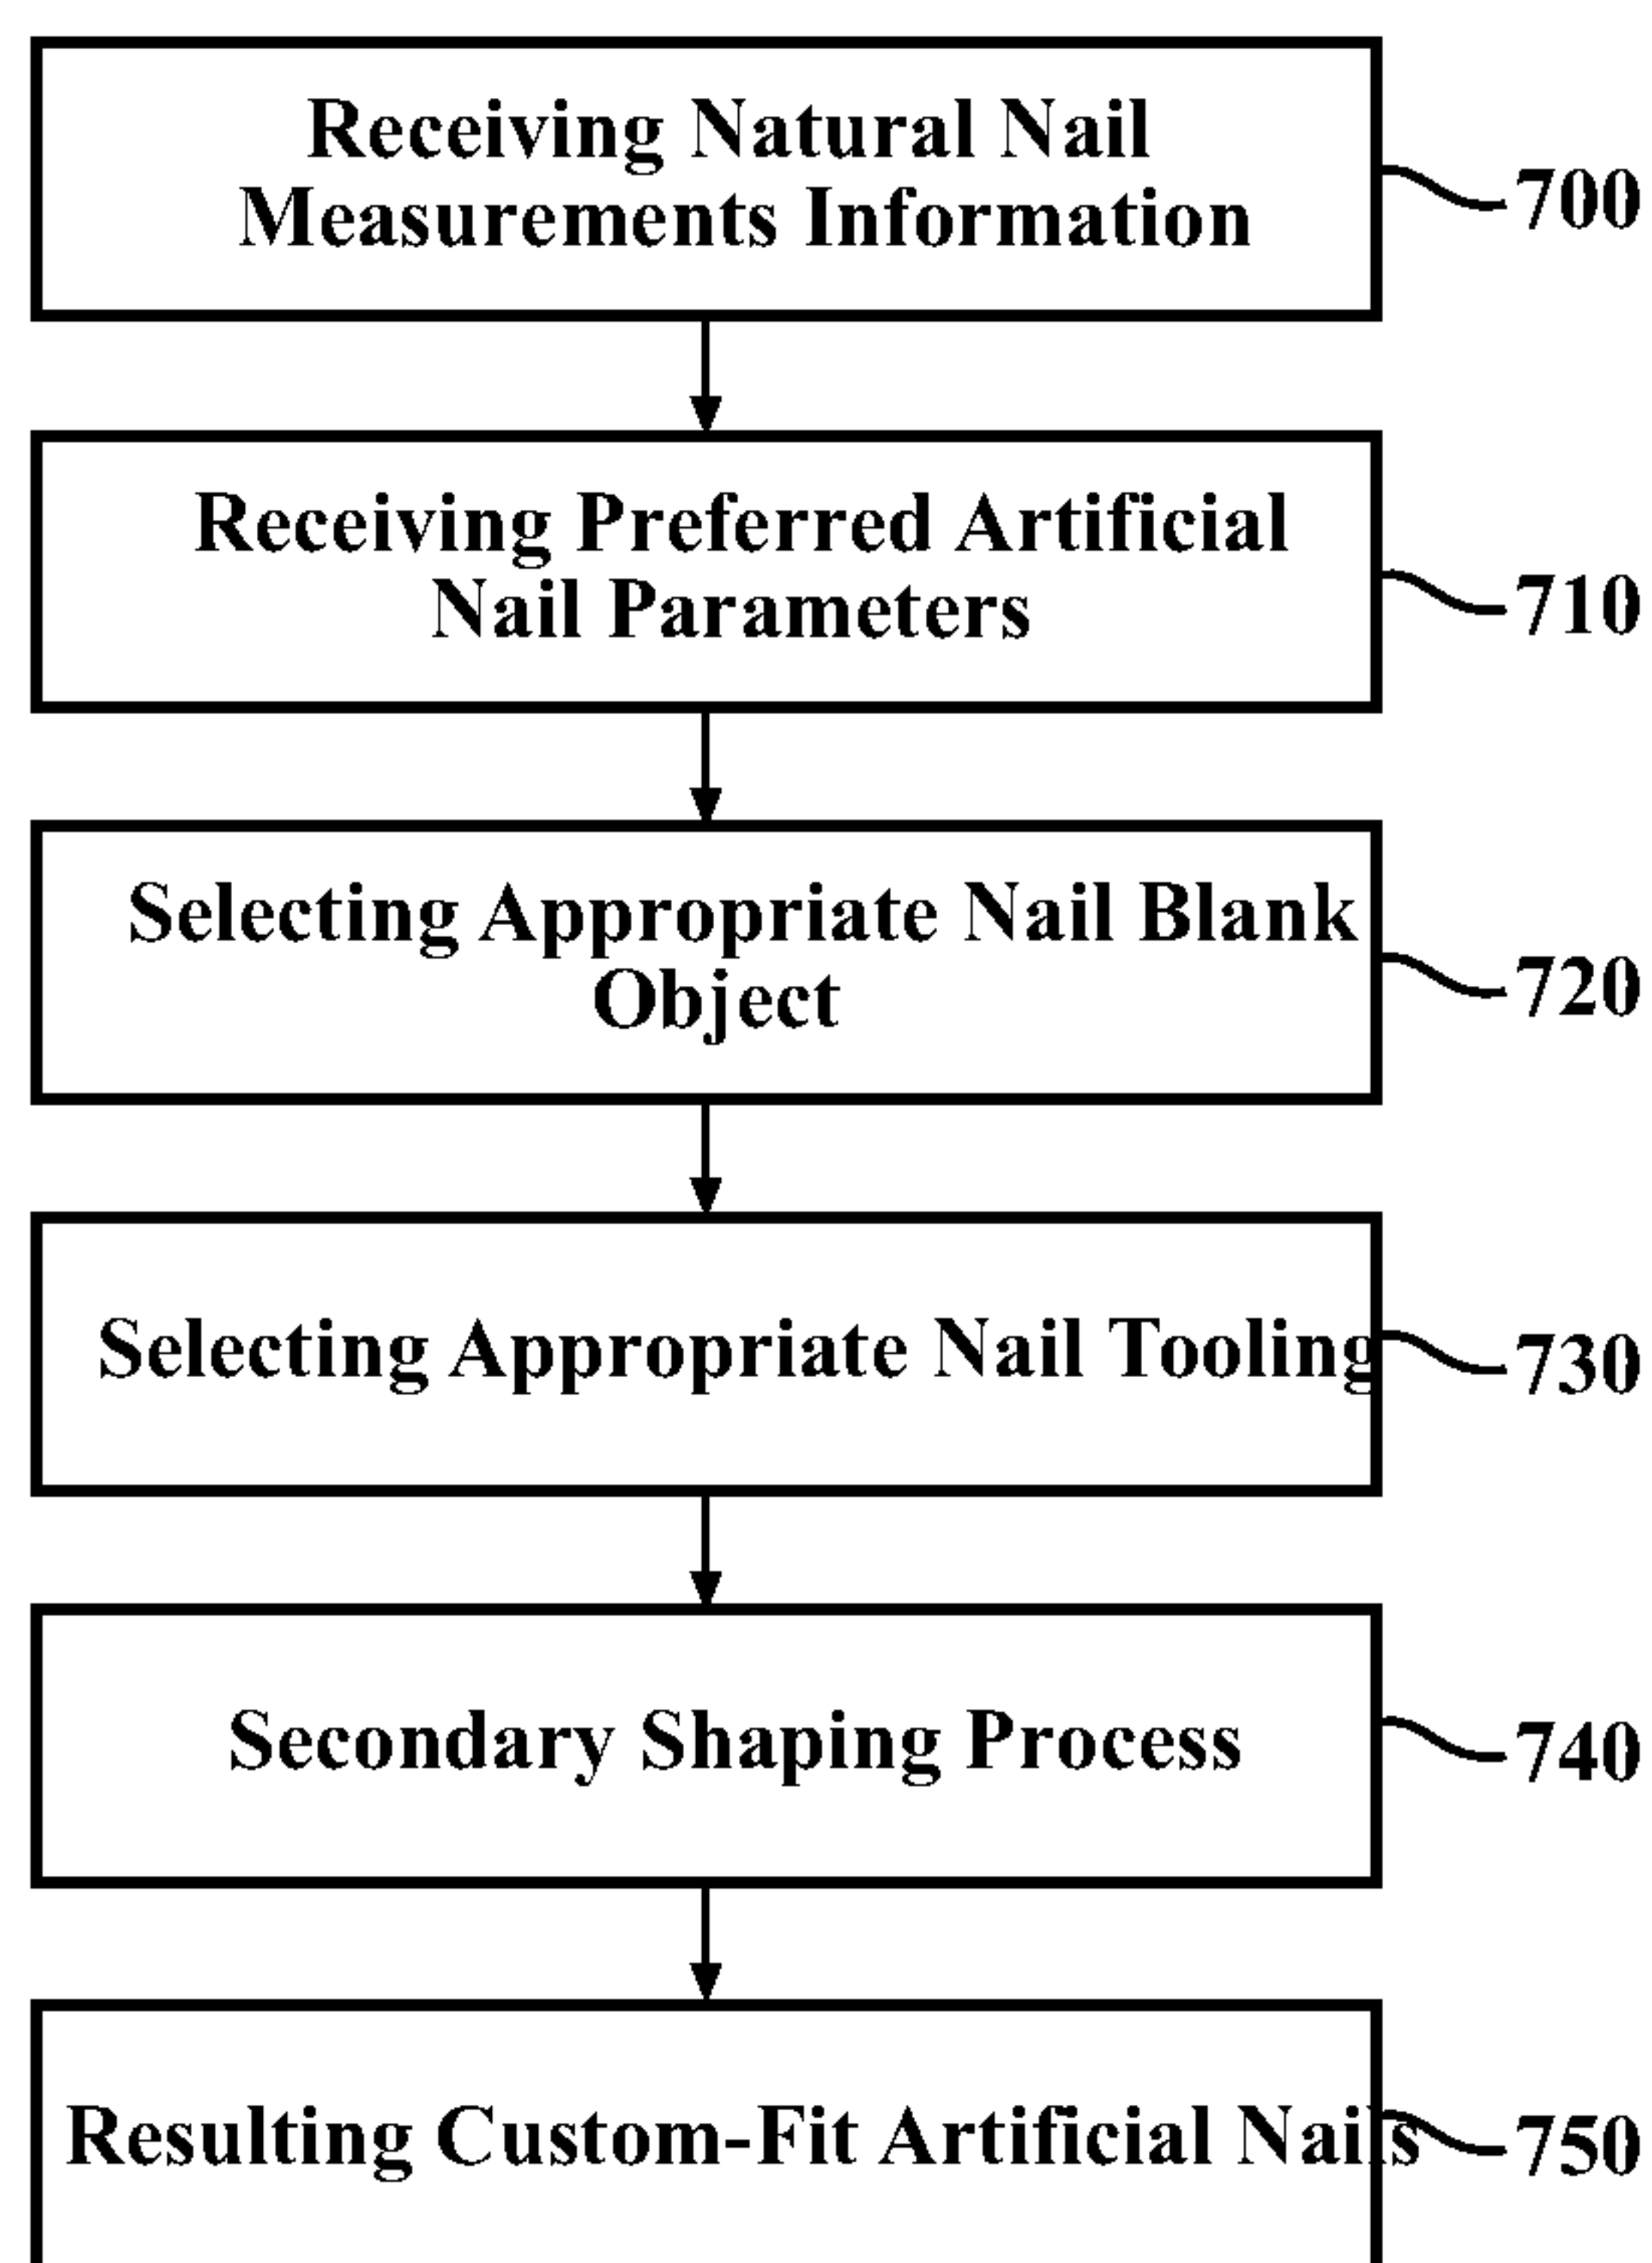 Receiving Natural Nail
Measurements Information
700
Receiving Preferred Artificial
Nail Parameters
710
Selecting Appropriate Nail Blank
Object
720
Selecting Appropriate Nail Tooling
730
Secondary Shaping Process
740
Resulting Custom-Fit Artificial Nails
750